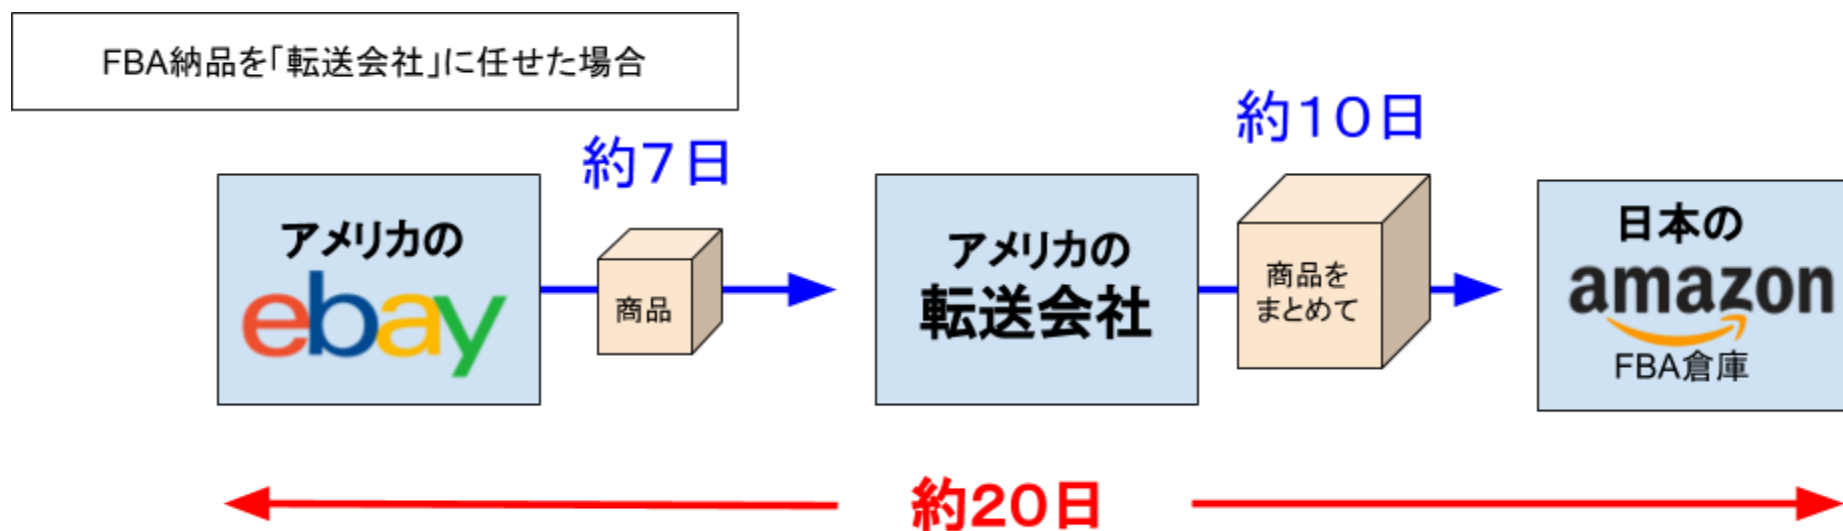 FBA納品を「転送会社」に任せた場合
約7日
約10日
アメリカの
ebay
商品
アメリカの
転送会社
商品を
まとめて
日本の
amazon
FBA倉庫
約20日